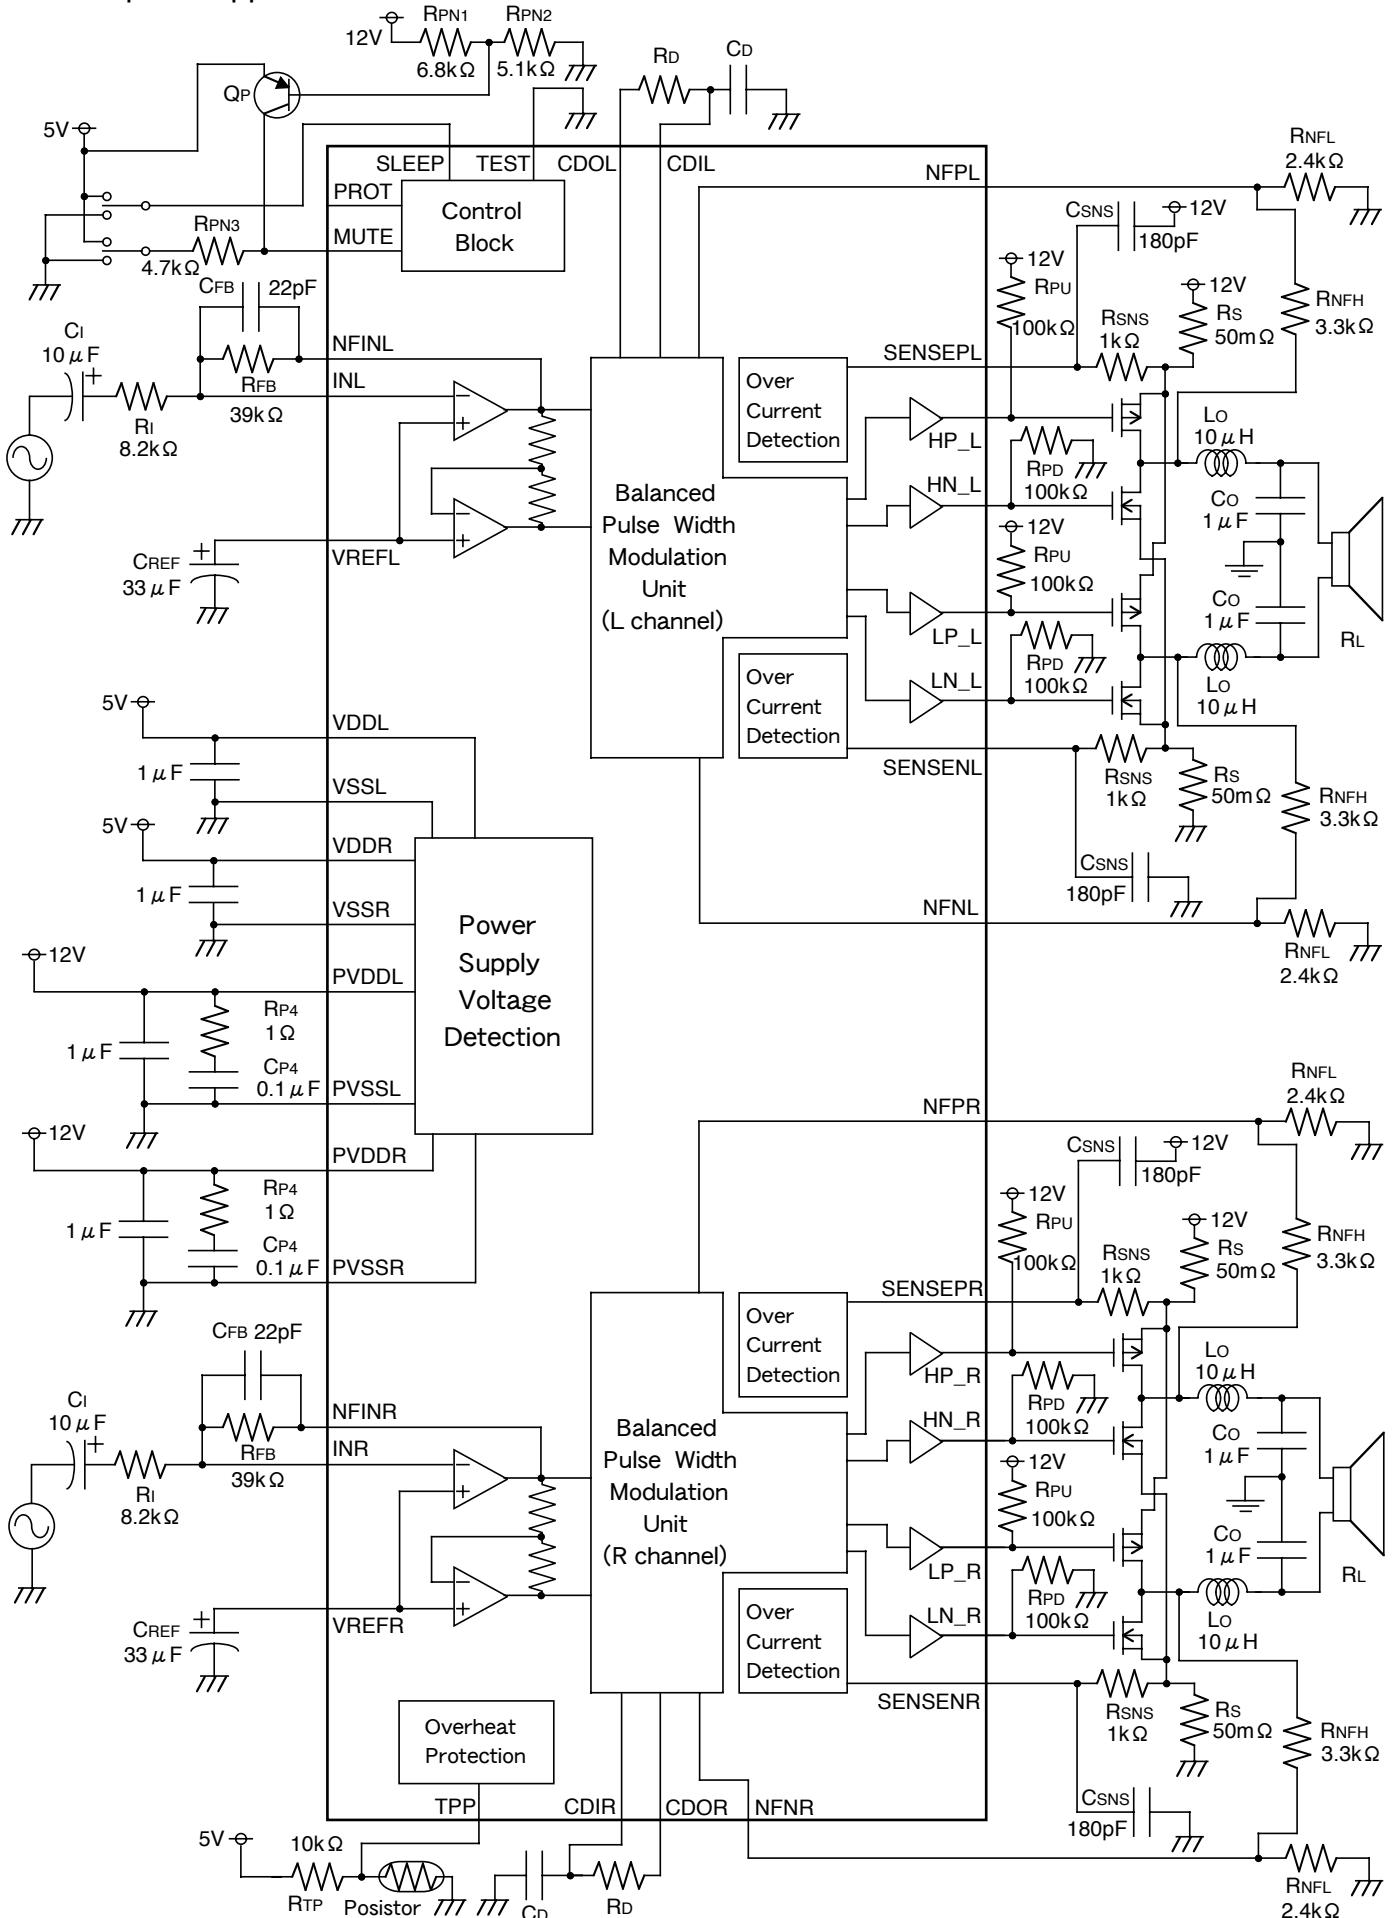 RPN1
RPN2
12V
6.8kΩ
5.1kΩ
RD
CD
QP
5V
RNFL
2.4kΩ
SLEEP
TEST
CDOL
CDIL
NFPL
PROT
Control
Block
CSNS
12V
180pF
RPN3
MUTE
4.7kΩ
12V
RPU
100kΩ
12V
RS
50mΩ
RNFH
3.3kΩ
CFB
22pF
RSNS
1kΩ
CI
10μF
NFINL
SENSEPL
RFB
39kΩ
INL
Over
Current
Detection
RI
8.2kΩ
HP_L
LO
10μH
RPD
100kΩ
Balanced
Pulse Width
Modulation
Unit
(L channel)
HN_L
CO
1μF
12V
RPU
100kΩ
CREF
33μF
VREFL
CO
1μF
LP_L
RL
RPD
100kΩ
Over
Current
Detection
LN_L
LO
10μH
5V
VDDL
1μF
SENSENL
RSNS
1kΩ
RS
50mΩ
RNFH
3.3kΩ
VSSL
5V
VDDR
CSNS
180pF
1μF
VSSR
NFNL
Power
Supply
Voltage
Detection
12V
RNFL
2.4kΩ
PVDDL
RP4
1Ω
1μF
CP4
0.1μF
PVSSL
RNFL
2.4kΩ
NFPR
12V
PVDDR
CSNS
12V
180pF
RP4
1Ω
12V
RPU
100kΩ
12V
RS
50mΩ
RNFH
3.3kΩ
1μF
CP4
0.1μF
PVSSR
RSNS
1kΩ
SENSEPR
CFB 22pF
Over
Current
Detection
LO
10μH
HP_R
CI
10μF
NFINR
RPD
100kΩ
Balanced
Pulse Width
Modulation
Unit
(R channel)
HN_R
CO
1μF
RFB
39kΩ
INR
12V
RPU
100kΩ
RI
8.2kΩ
CO
1μF
LP_R
RL
RPD
100kΩ
Over
Current
Detection
LN_R
LO
10μH
CREF
33μF
VREFR
SENSENR
RSNS
1kΩ
RS
50mΩ
RNFH
3.3kΩ
Overheat
Protection
TPP
CDIR
CDOR
NFNR
CSNS
180pF
5V
10kΩ
RTP
Posistor
CD
RD
RNFL
2.4kΩ